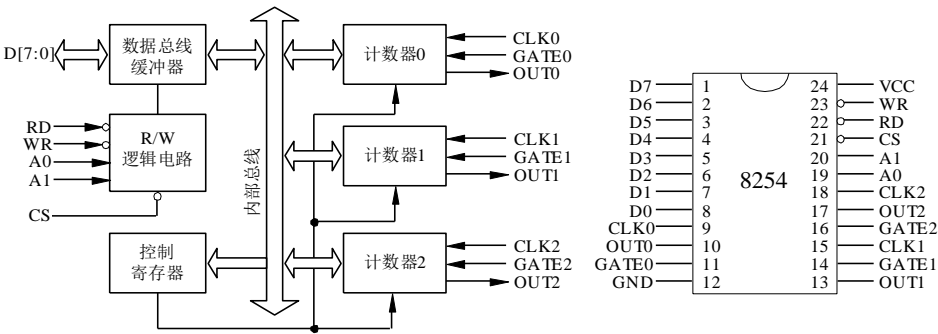 D[7:0]
数据总线
缓冲器
RD
WR
A0
A1
R/W
逻辑电路
CS
控制
寄存器
内部总线
计数器0
CLK0
GATE0
OUT0
计数器1
CLK1
GATE1
OUT1
计数器2
CLK2
GATE2
OUT2
D7 1 24 VCC
D6 2 23 WR
D5 3 22 RD
D4 4 21 CS
D3 5 20 A1
D2 6 19 A0
8254
D1 7 18 CLK2
D0 8 17 OUT2
CLK0 9 16 GATE2
OUT0 10 15 CLK1
GATE0 11 14 GATE1
GND 12 13 OUT1